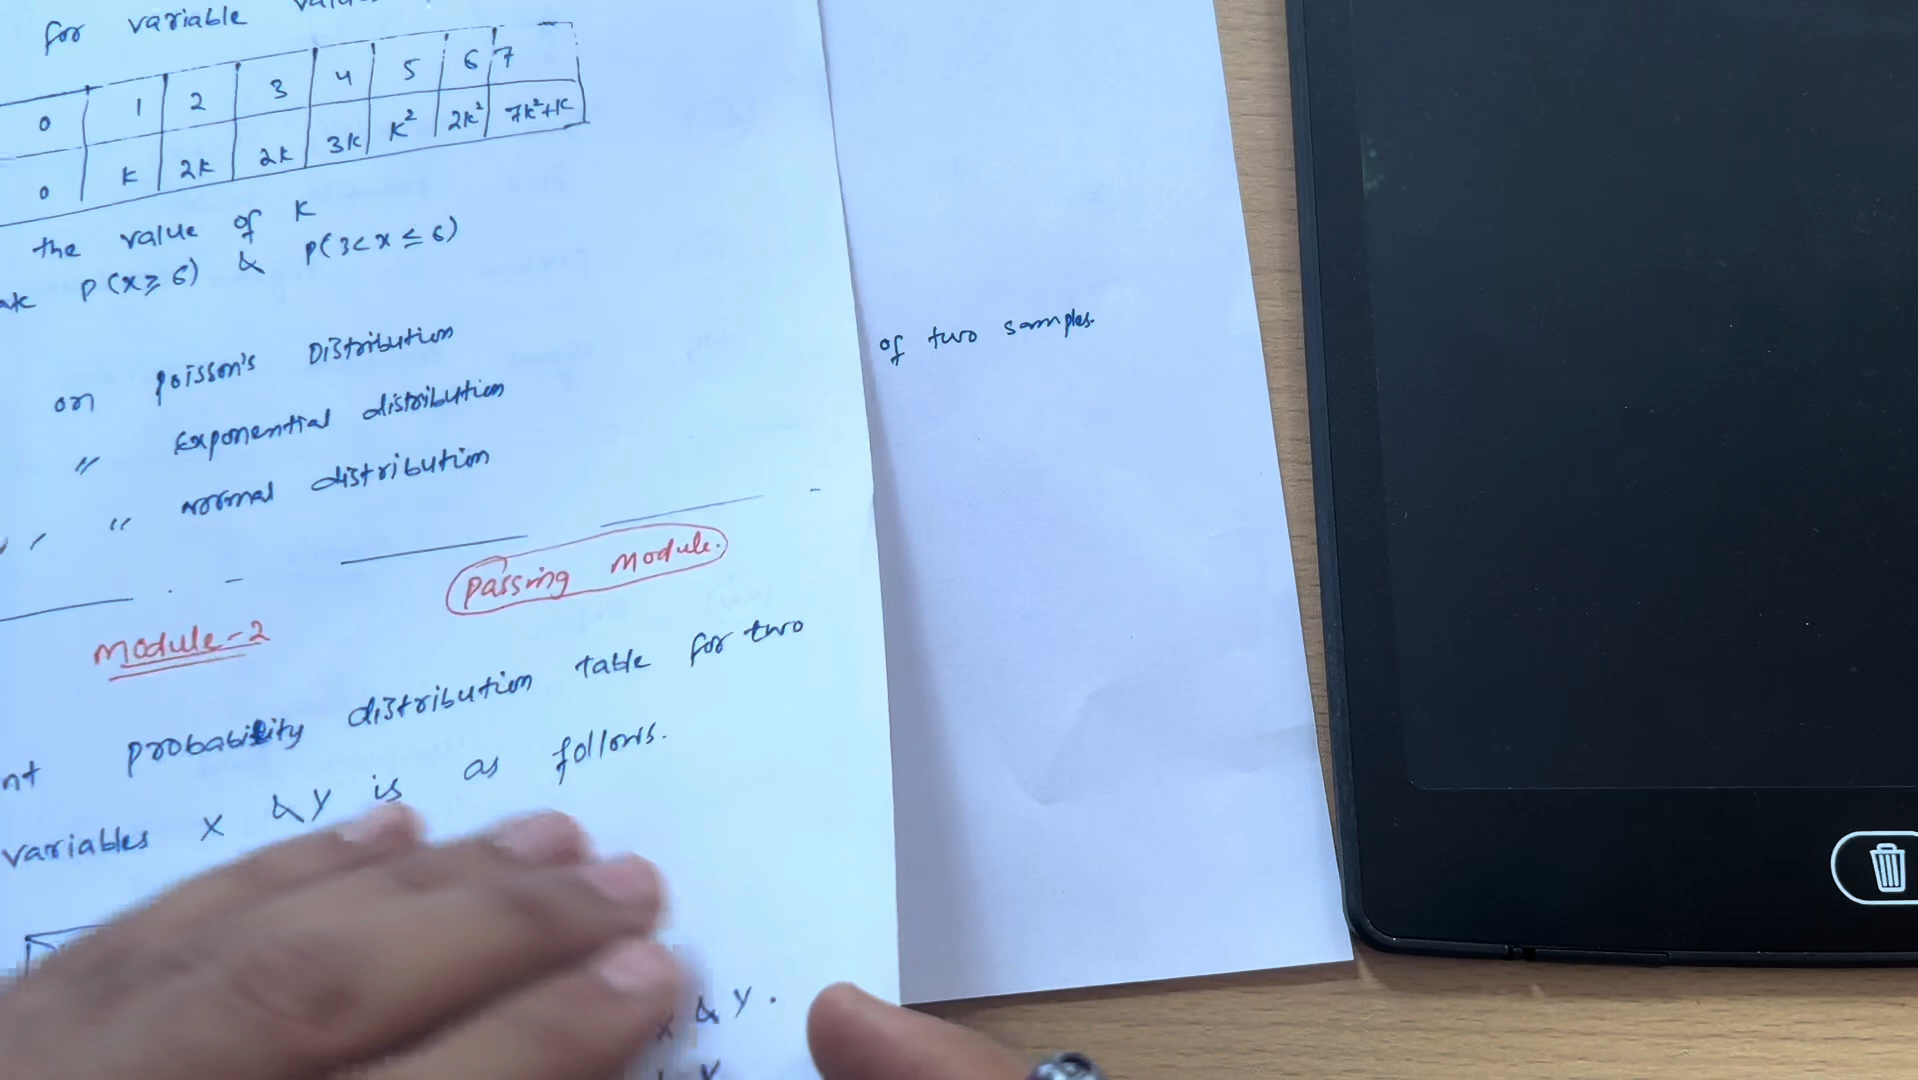 for variable
0 1 2 3 4 5 6 7
0 k 2k 2k 3k k² 2k² 7k²+k
the value of k
P(x≥6) & P(3<x≤6)
on poisson's Distribution
" Exponential distribution
" Normal distribution
of two samples.
Passing Module.
Module-2
probability distribution table for two
variables x & y is as follows.
x & y.
y